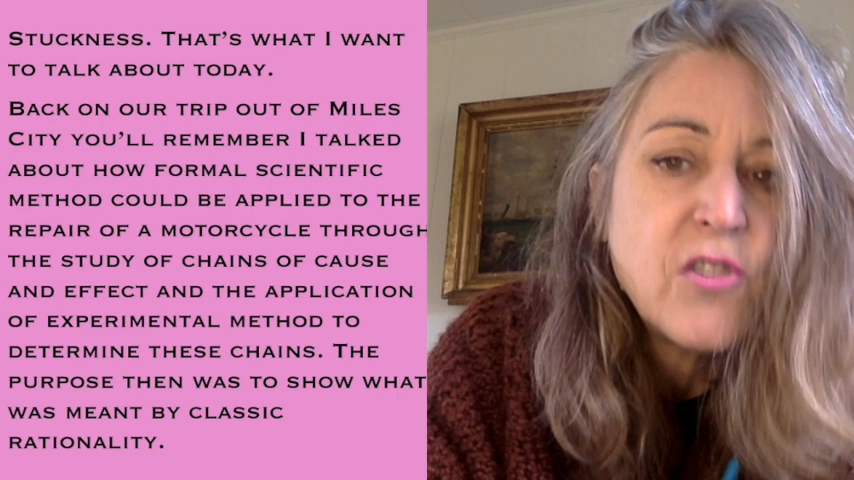 Stuckness. That's what I want
to talk about today.
Back on our trip out of Miles
City you'll remember I talked
about how formal scientific
method could be applied to the
repair of a motorcycle through
the study of chains of cause
and effect and the application
of experimental method to
determine these chains. The
purpose then was to show what
was meant by classic
rationality.